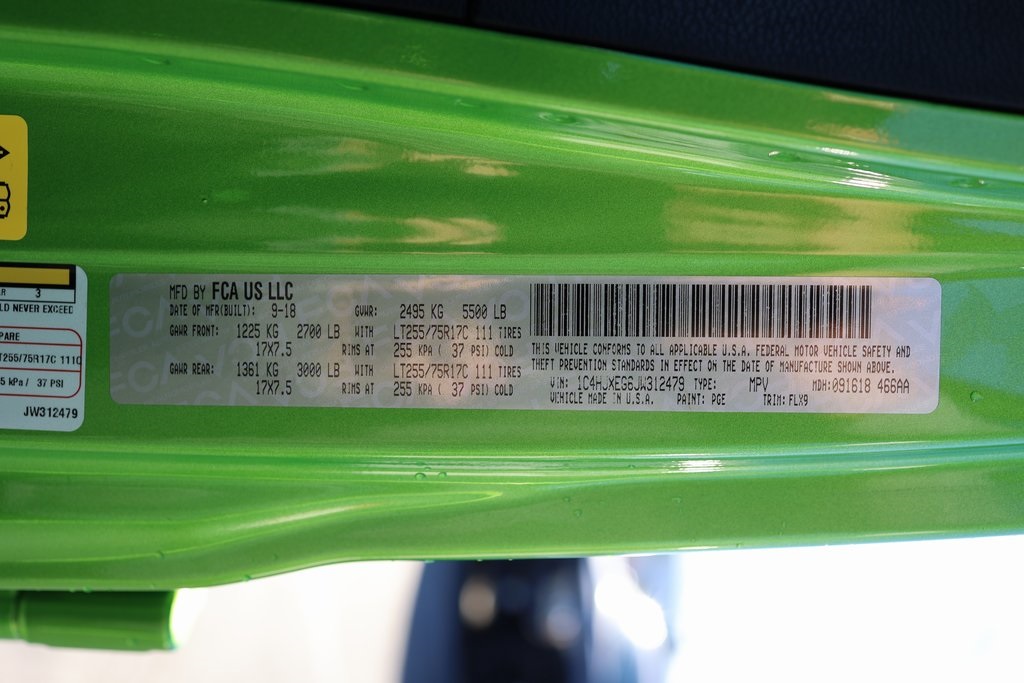 R 3
LD NEVER EXCEED
PARE
T255/75R17C 111C
5 kPa / 37 PSI
JW312479
MFD BY FCA US LLC
DATE OF MFR(BUILT): 9-18 GVWR: 2495 KG 5500 LB
GAWR FRONT: 1225 KG 2700 LB WITH LT255/75R17C 111 TIRES
17X7.5 RIMS AT 255 KPA ( 37 PSI) COLD
GAWR REAR: 1361 KG 3000 LB WITH LT255/75R17C 111 TIRES
17X7.5 RIMS AT 255 KPA ( 37 PSI) COLD
THIS VEHICLE CONFORMS TO ALL APPLICABLE U.S.A. FEDERAL MOTOR VEHICLE SAFETY AND
THEFT PREVENTION STANDARDS IN EFFECT ON THE DATE OF MANUFACTURE SHOWN ABOVE.
VIN: 1C4HJXEG6JW312479 TYPE: MPV MDH: 091618 466AA
VEHICLE MADE IN U.S.A. PAINT: PGE TRIM: FLX9